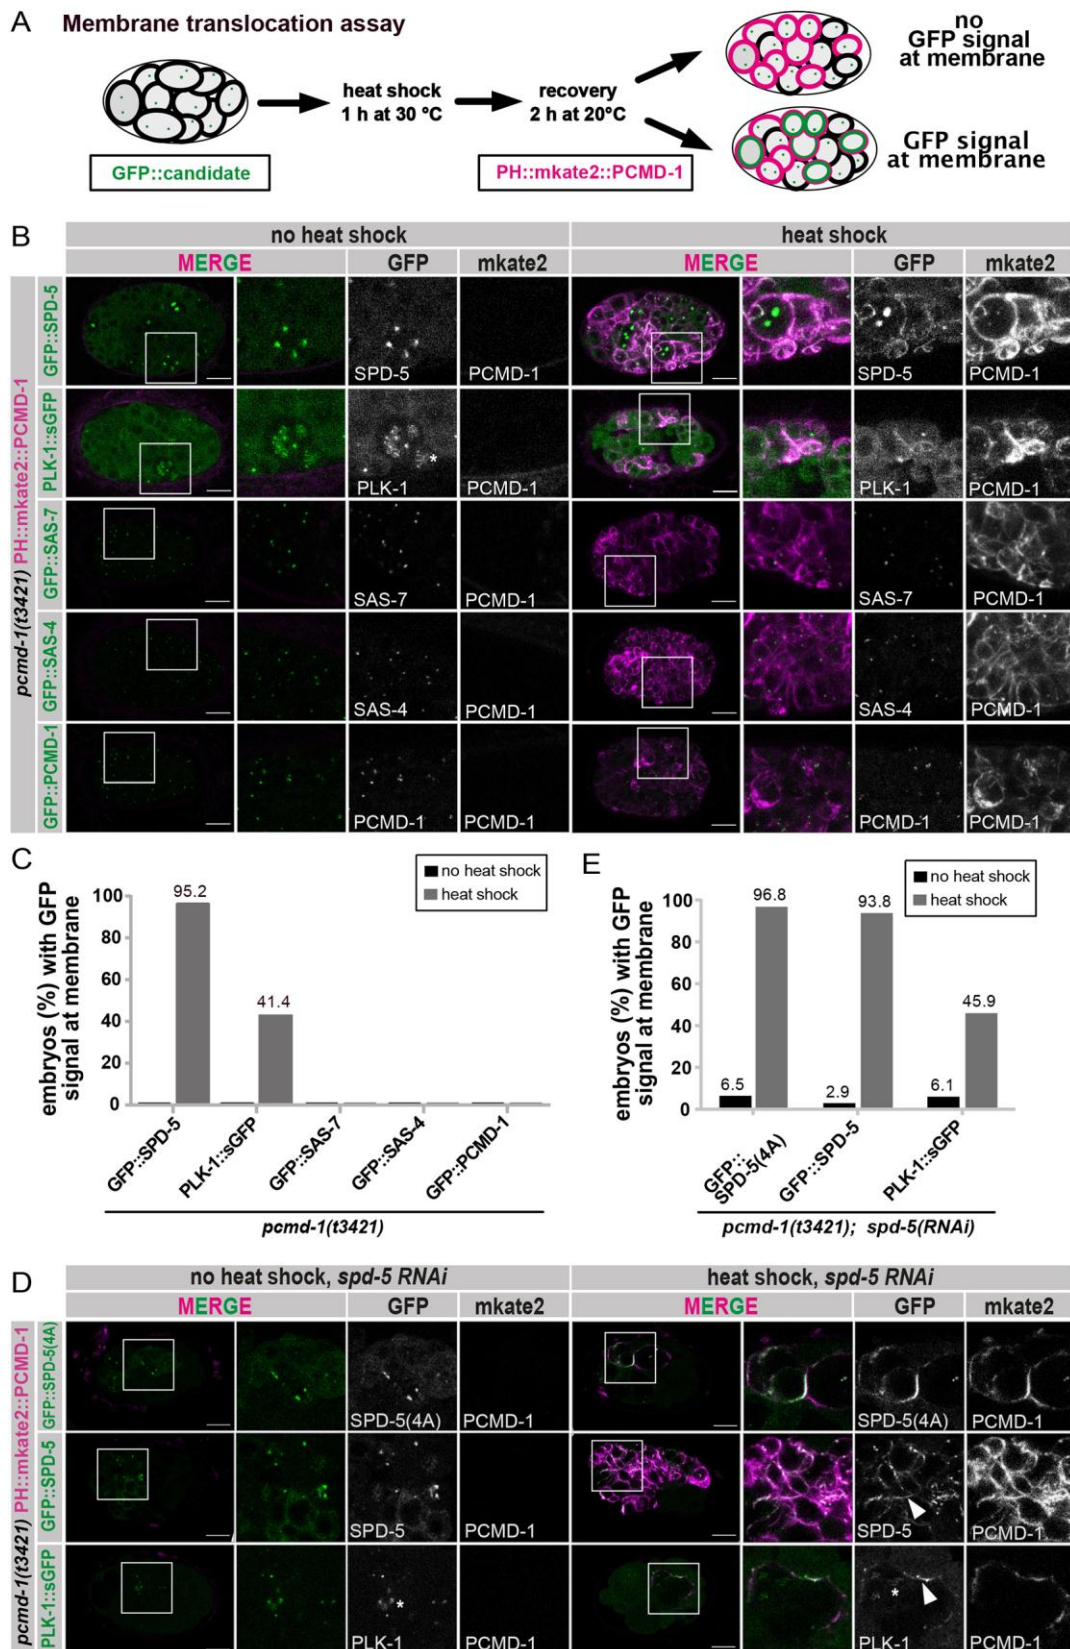 A Membrane translocation assay
GFP::candidate
heat shock
1 h at 30 ºC
recovery
2 h at 20°C
PH::mkate2::PCMD-1
no
GFP signal
at membrane
GFP signal
at membrane
B
no heat shock
heat shock
MERGE GFP mkate2 MERGE GFP mkate2
pcmd-1(t3421) PH::mkate2::PCMD-1
GFP::SPD-5
SPD-5 PCMD-1 SPD-5 PCMD-1
PLK-1::sGFP
*
PLK-1 PCMD-1 PLK-1 PCMD-1
GFP::SAS-7
SAS-7 PCMD-1 SAS-7 PCMD-1
GFP::SAS-4
SAS-4 PCMD-1 SAS-4 PCMD-1
GFP::PCMD-1
PCMD-1 PCMD-1 PCMD-1 PCMD-1
C
no heat shock
heat shock
embryos (%) with GFP
signal at membrane
100
80
60
40
20
0
95.2
41.4
GFP::SPD-5
PLK-1::sGFP
GFP::SAS-7
GFP::SAS-4
GFP::PCMD-1
pcmd-1(t3421)
E
no heat shock
heat shock
embryos (%) with GFP
signal at membrane
100
80
60
40
20
0
6.5
96.8
2.9
93.8
6.1
45.9
GFP::
SPD-5(4A)
GFP::SPD-5
PLK-1::sGFP
pcmd-1(t3421); spd-5(RNAi)
D
no heat shock, spd-5 RNAi
heat shock, spd-5 RNAi
MERGE GFP mkate2 MERGE GFP mkate2
pcmd-1(t3421) PH::mkate2::PCMD-1
GFP::SPD-5(4A)
SPD-5(4A) PCMD-1 SPD-5(4A) PCMD-1
GFP::SPD-5
SPD-5 PCMD-1 SPD-5 PCMD-1
PLK-1::sGFP
* *
PLK-1 PCMD-1 PLK-1 PCMD-1